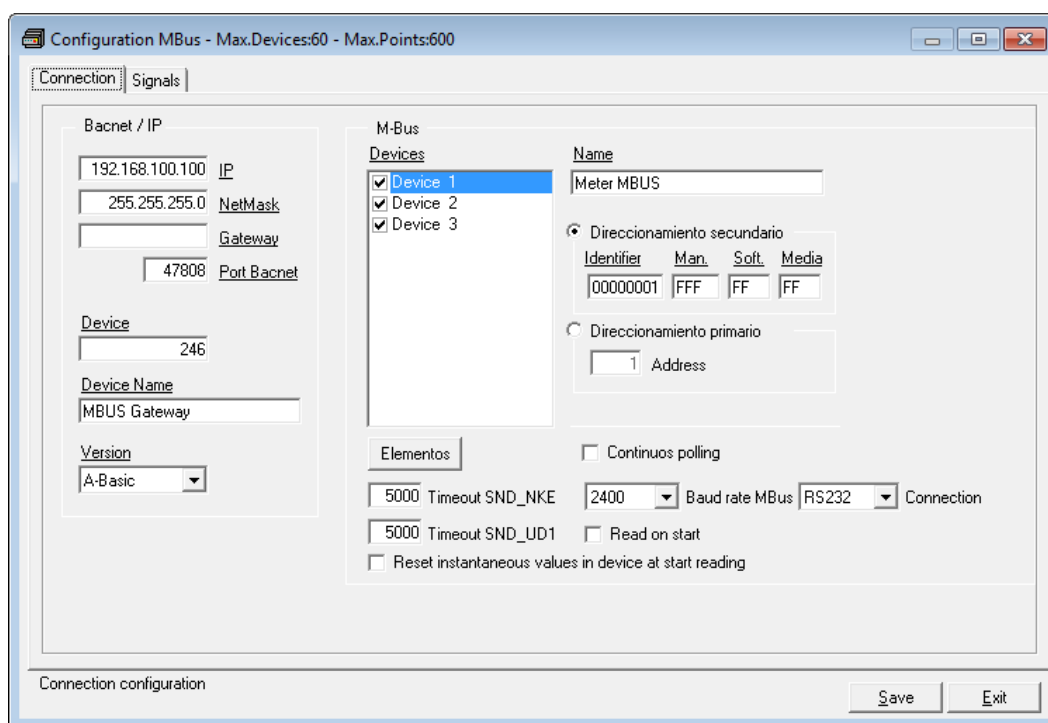 Configuration MBus - Max.Devices:60 - Max.Points:600
Connection Signals
Bacnet / IP
192.168.100.100 IP
255.255.255.0 NetMask
Gateway
47808 Port Bacnet
Device
246
Device Name
MBUS Gateway
Version
A-Basic
M-Bus
Devices
Device 1
Device 2
Device 3
Name
Meter MBUS
Direccionamiento secundario
Identifier Man. Soft. Media
00000001 FFF FF FF
Direccionamiento primario
1 Address
Elementos
Continuos polling
5000 Timeout SND_NKE
2400 Baud rate MBus RS232 Connection
5000 Timeout SND_UD1
Read on start
Reset instantaneous values in device at start reading
Connection configuration
Save Exit